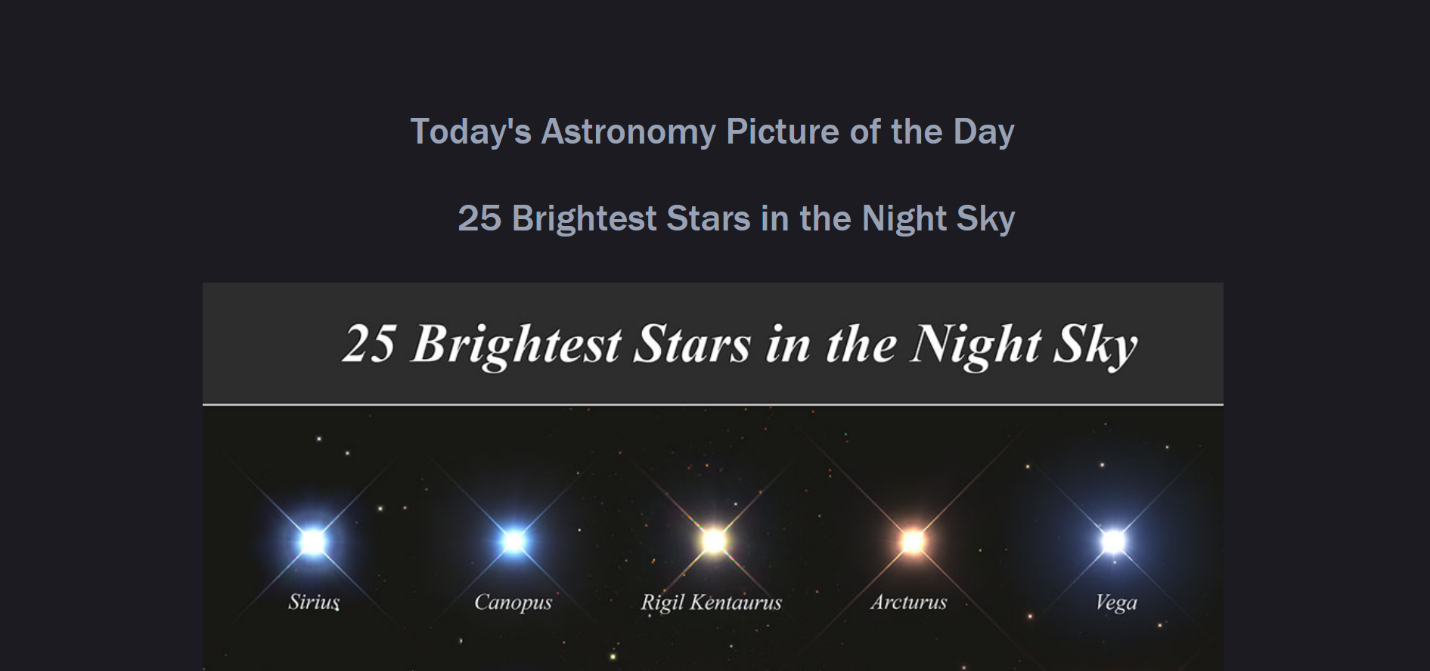 Today's Astronomy Picture of the Day
25 Brightest Stars in the Night Sky
25 Brightest Stars in the Night Sky
Sirius Canopus Rigil Kentaurus Arcturus Vega